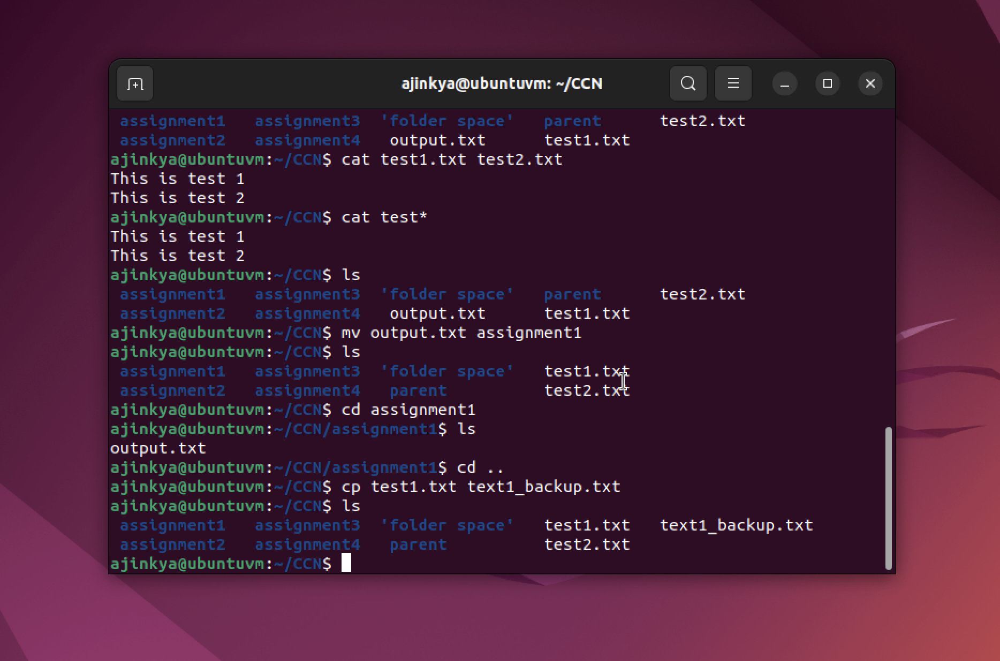 ajinkya@ubuntuvm: ~/CCN
assignment1   assignment3  'folder space'   parent      test2.txt
assignment2   assignment4   output.txt      test1.txt
ajinkya@ubuntuvm:~/CCN$ cat test1.txt test2.txt
This is test 1
This is test 2
ajinkya@ubuntuvm:~/CCN$ cat test*
This is test 1
This is test 2
ajinkya@ubuntuvm:~/CCN$ ls
assignment1   assignment3  'folder space'   parent      test2.txt
assignment2   assignment4   output.txt      test1.txt
ajinkya@ubuntuvm:~/CCN$ mv output.txt assignment1
ajinkya@ubuntuvm:~/CCN$ ls
assignment1   assignment3  'folder space'   test1.txt
assignment2   assignment4   parent          test2.txt
ajinkya@ubuntuvm:~/CCN$ cd assignment1
ajinkya@ubuntuvm:~/CCN/assignment1$ ls
output.txt
ajinkya@ubuntuvm:~/CCN/assignment1$ cd ..
ajinkya@ubuntuvm:~/CCN$ cp test1.txt text1_backup.txt
ajinkya@ubuntuvm:~/CCN$ ls
assignment1   assignment3  'folder space'   test1.txt   text1_backup.txt
assignment2   assignment4   parent          test2.txt
ajinkya@ubuntuvm:~/CCN$